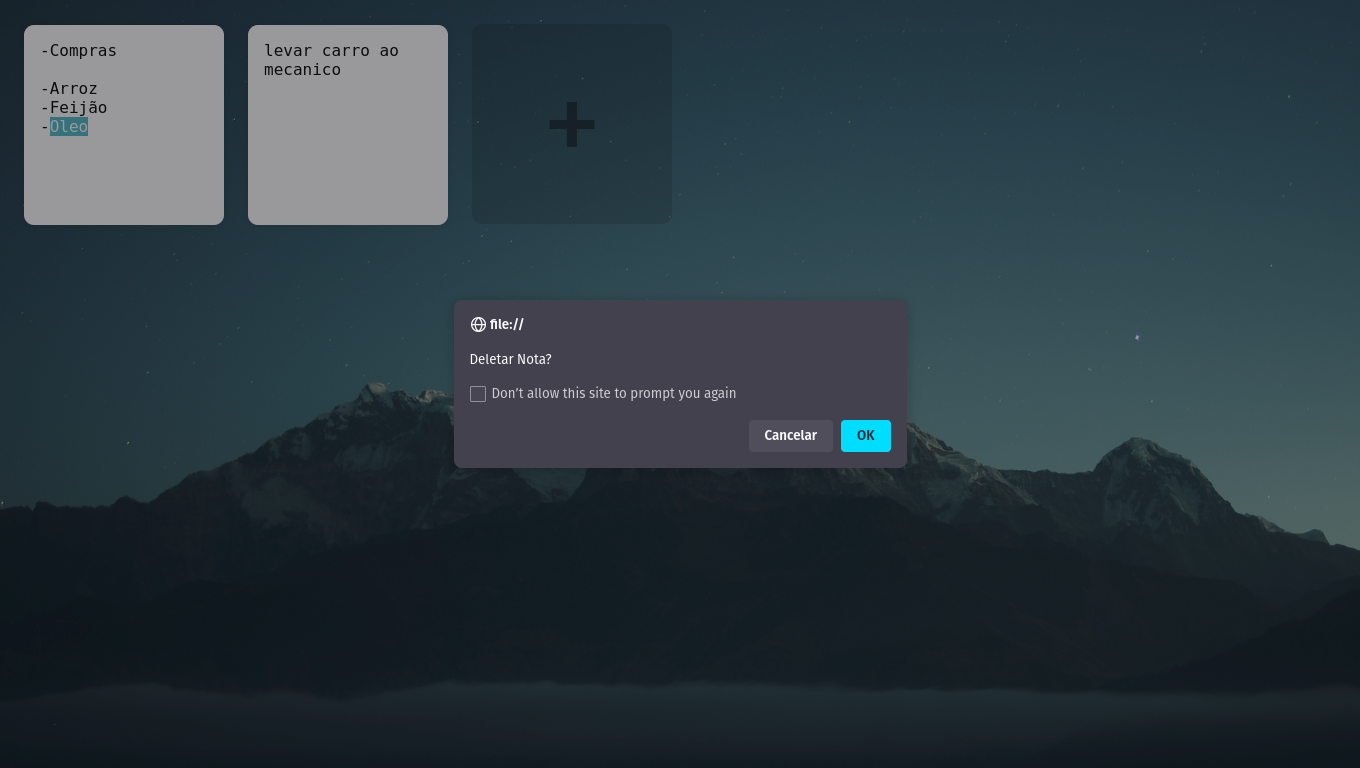 -Compras
-Arroz
-Feijão
-Oleo
levar carro ao
mecanico
+
file://
Deletar Nota?
Don't allow this site to prompt you again
Cancelar
OK